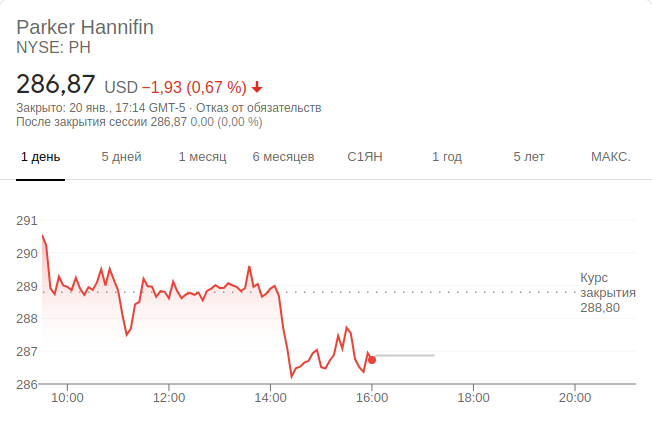 Parker Hannifin
NYSE: PH
286,87 USD −1,93 (0,67 %)
Закрыто: 20 янв., 17:14 GMT-5 · Отказ от обязательств
После закрытия сессии 286,87 0,00 (0,00 %)
1 день 5 дней 1 месяц 6 месяцев С1ЯН 1 год 5 лет МАКС.
291
290
289
288
287
286
Курс
закрытия
288,80
10:00 12:00 14:00 16:00 18:00 20:00